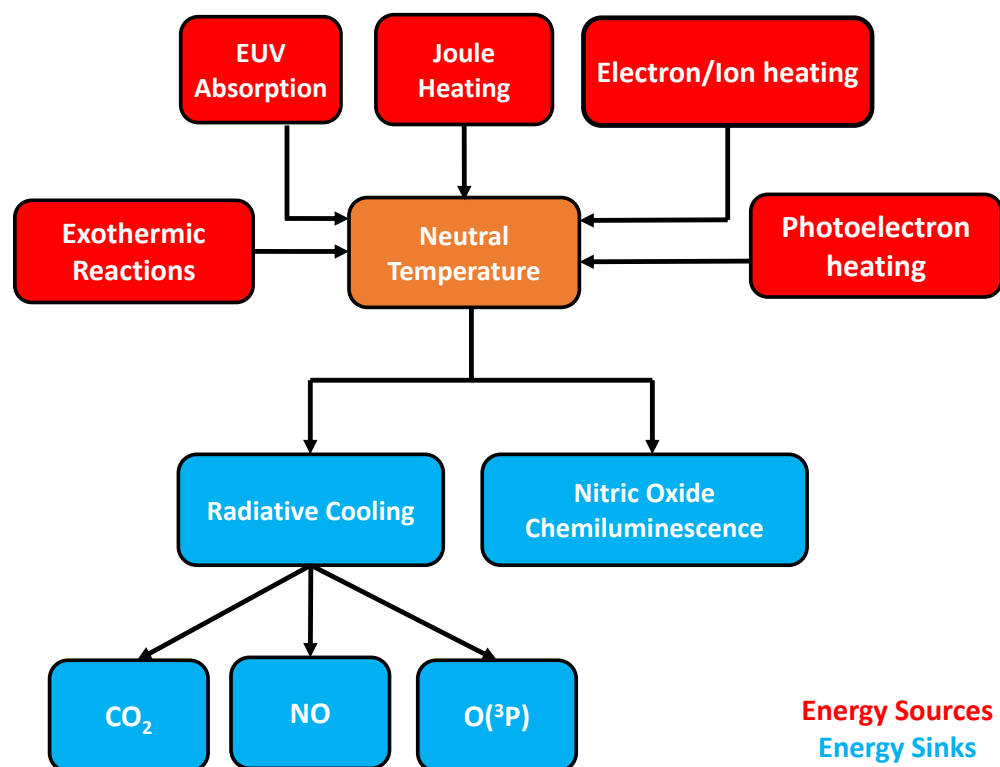 EUV
Absorption
Joule
Heating
Electron/Ion heating
Exothermic
Reactions
Neutral
Temperature
Photoelectron
heating
Radiative Cooling
Nitric Oxide
Chemiluminescence
CO₂
NO
O(³P)
Energy Sources
Energy Sinks